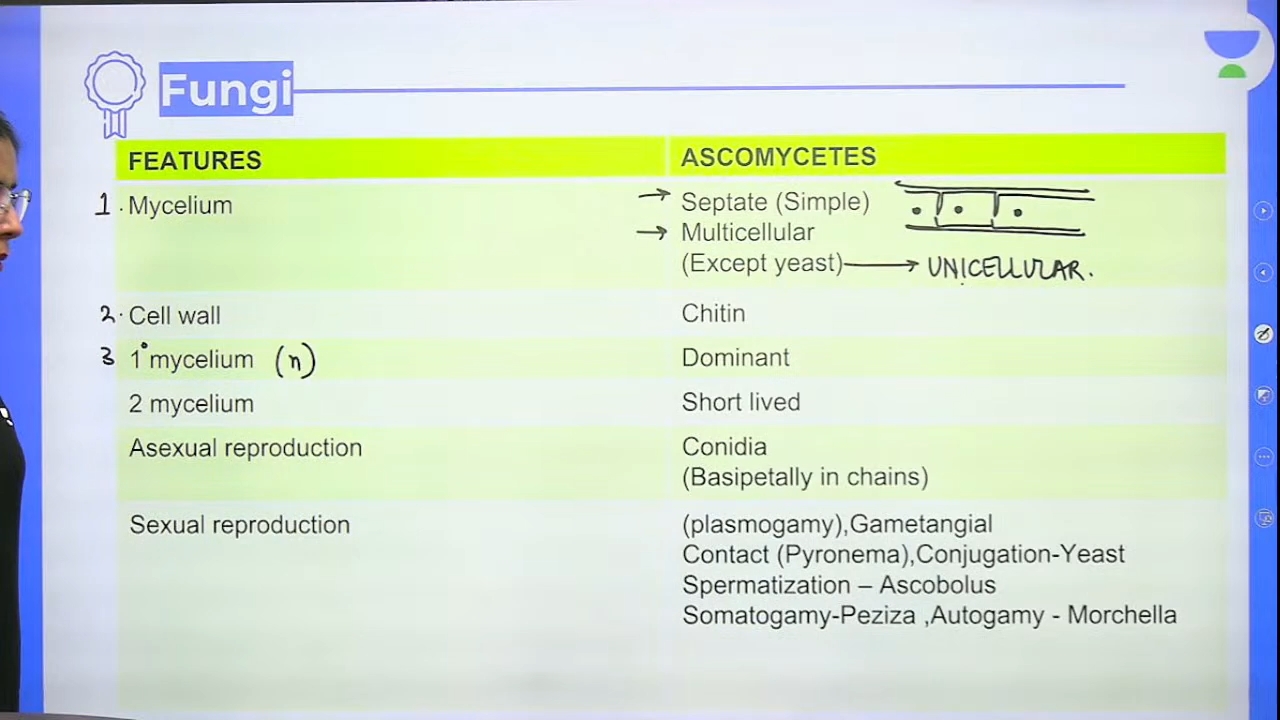 Fungi
FEATURES ASCOMYCETES
1. Mycelium → Septate (Simple)
→ Multicellular
(Except yeast) → UNICELLULAR.
2. Cell wall Chitin
3 1° mycelium (n) Dominant
2 mycelium Short lived
Asexual reproduction Conidia
(Basipetally in chains)
Sexual reproduction (plasmogamy),Gametangial
Contact (Pyronema),Conjugation-Yeast
Spermatization – Ascobolus
Somatogamy-Peziza ,Autogamy - Morchella